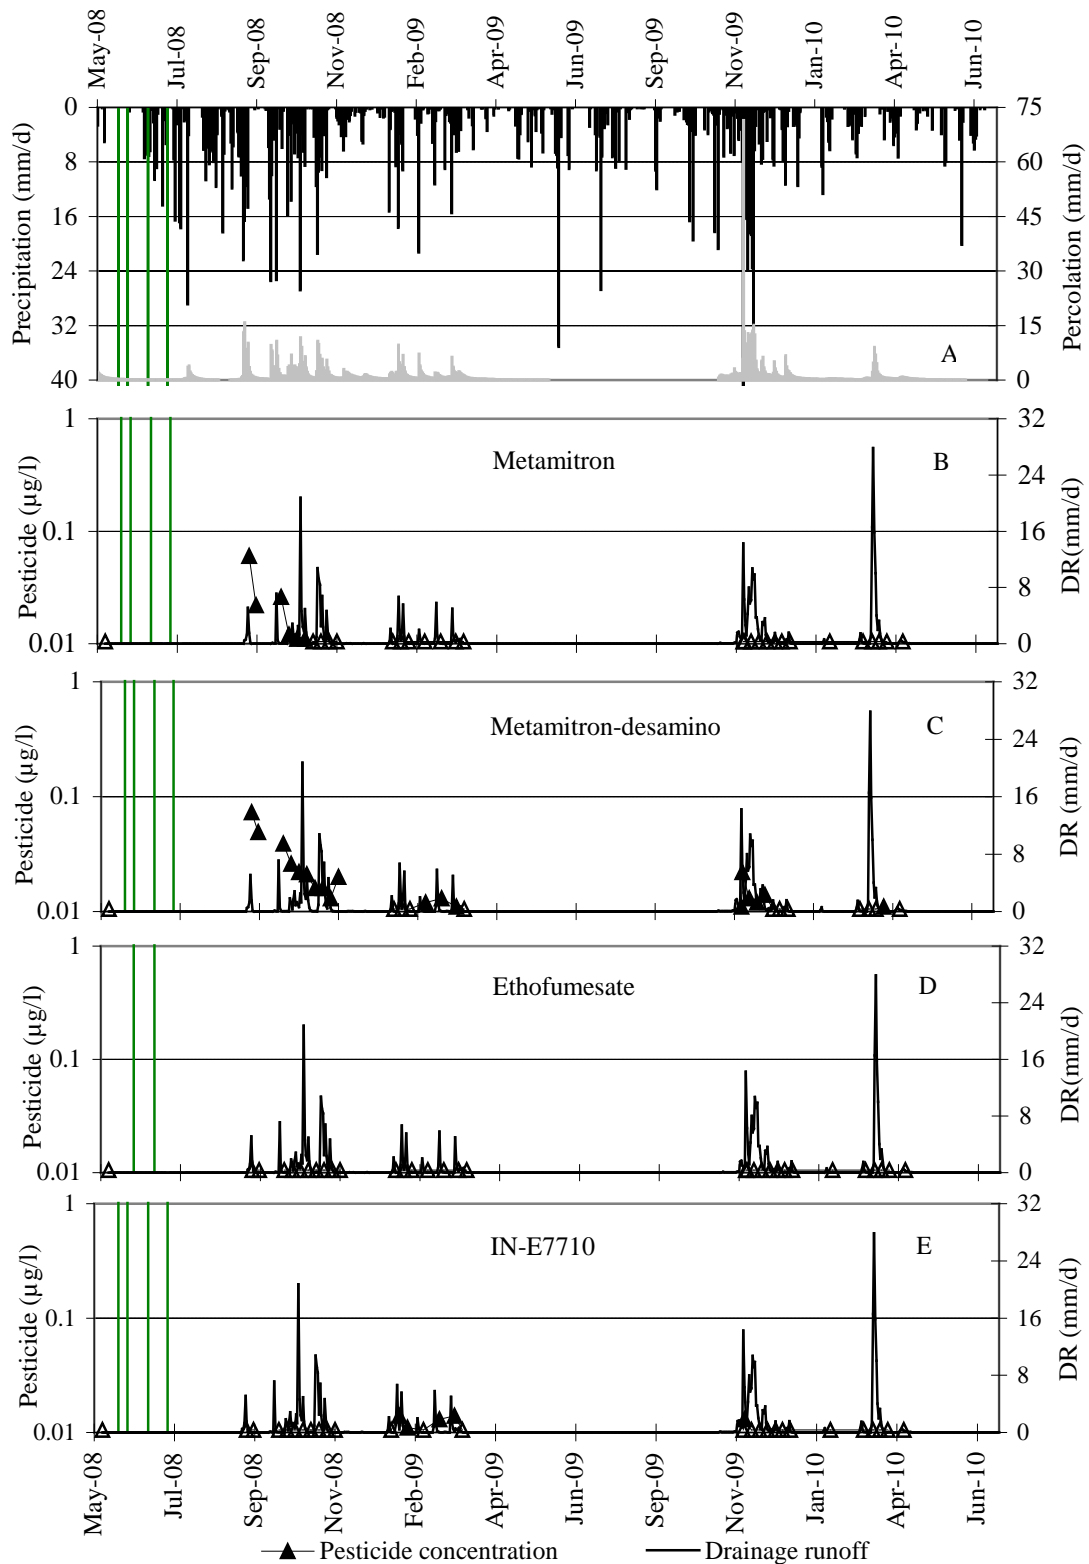 May-08 Jul-08 Sep-08 Nov-08 Feb-09 Apr-09 Jun-09 Sep-09 Nov-09 Jan-10 Apr-10 Jun-10
Precipitation (mm/d)
0
8
16
24
32
40
75
60
45
30
15
0
Percolation (mm/d)
A
Pesticide (µg/l)
1
0.1
0.01
Metamitron
B
32
24
16
8
0
DR(mm/d)
Pesticide (µg/l)
1
0.1
0.01
Metamitron-desamino
C
32
24
16
8
0
DR (mm/d)
Pesticide (µg/l)
1
0.1
0.01
Ethofumesate
D
32
24
16
8
0
DR(mm/d)
Pesticide (µg/l)
1
0.1
0.01
IN-E7710
E
32
24
16
8
0
DR (mm/d)
May-08 Jul-08 Sep-08 Nov-08 Feb-09 Apr-09 Jun-09 Sep-09 Nov-09 Jan-10 Apr-10 Jun-10
Pesticide concentration Drainage runoff